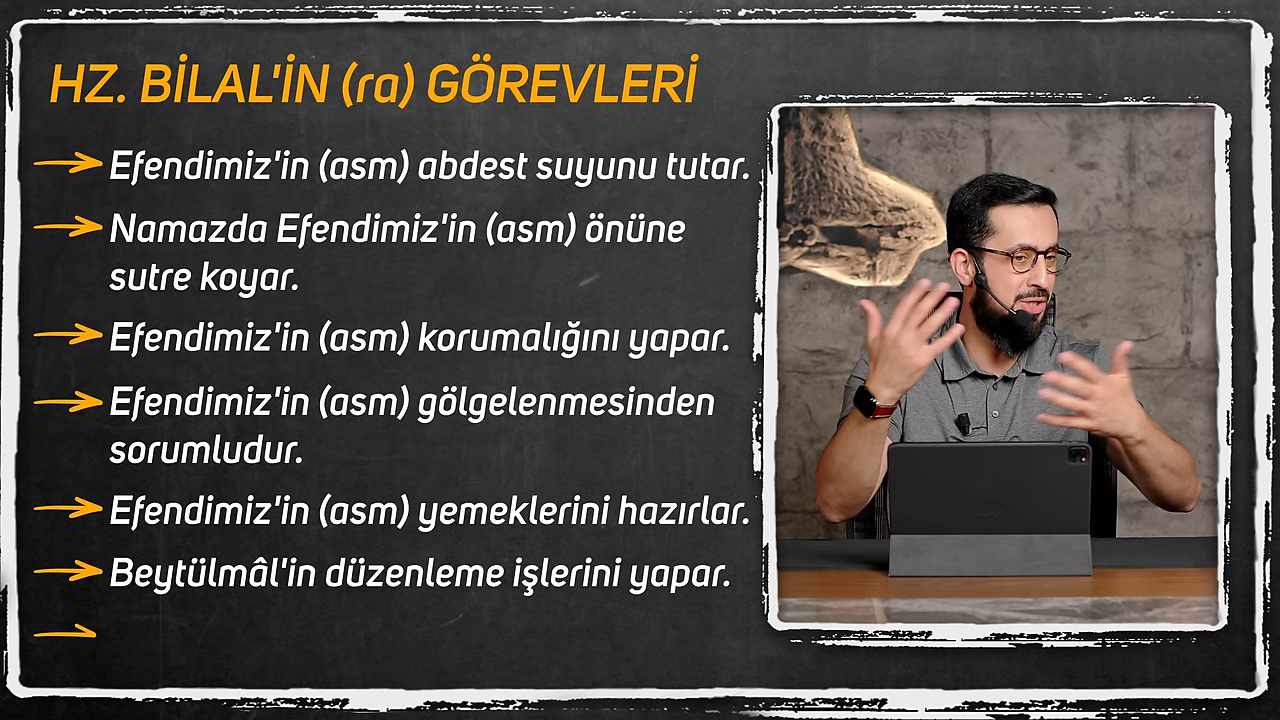 HZ. BİLAL'İN (ra) GÖREVLERİ
Efendimiz'in (asm) abdest suyunu tutar.
Namazda Efendimiz'in (asm) önüne
sutre koyar.
Efendimiz'in (asm) korumalığını yapar.
Efendimiz'in (asm) gölgelenmesinden
sorumludur.
Efendimiz'in (asm) yemeklerini hazırlar.
Beytülmâl'in düzenleme işlerini yapar.